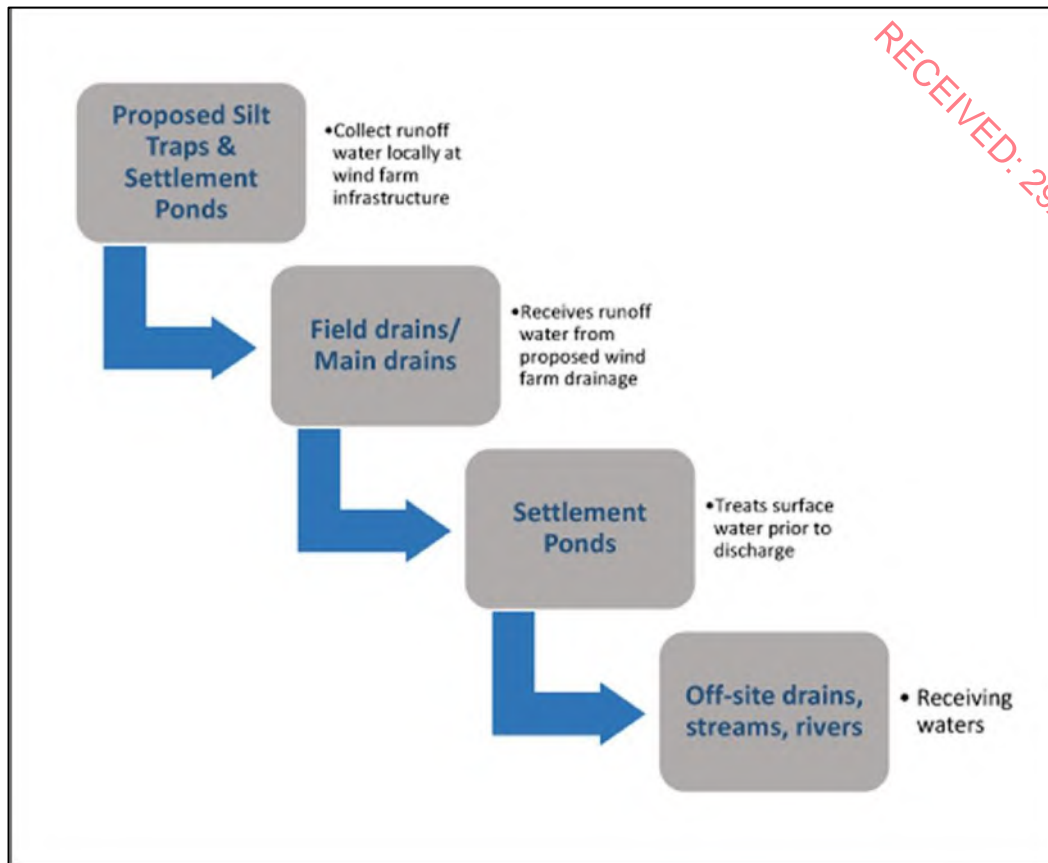 RECEIVED: 29
Proposed Silt
Traps &
Settlement
Ponds
•Collect runoff
water locally at
wind farm
infrastructure
Field drains/
Main drains
•Receives runoff
water from
proposed wind
farm drainage
Settlement
Ponds
•Treats surface
water prior to
discharge
Off-site drains,
streams, rivers
• Receiving
waters